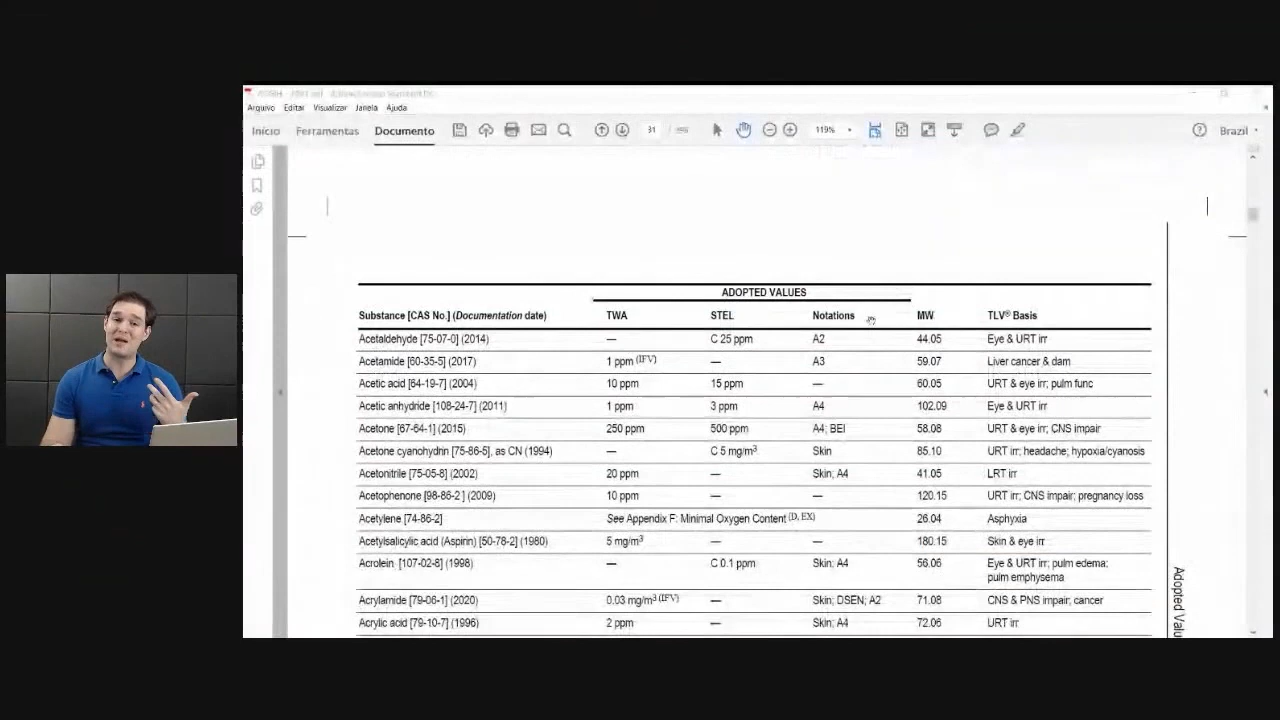 Arquivo Editar Visualizar Janela Ajuda
Início Ferramentas Documento 31 119% Brazil
ADOPTED VALUES
Substance [CAS No.] (Documentation date) TWA STEL Notations MW TLV® Basis
Acetaldehyde [75-07-0] (2014) — C 25 ppm A2 44.05 Eye & URT irr
Acetamide [60-35-5] (2017) 1 ppm (IFV) — A3 59.07 Liver cancer & dam
Acetic acid [64-19-7] (2004) 10 ppm 15 ppm — 60.05 URT & eye irr; pulm func
Acetic anhydride [108-24-7] (2011) 1 ppm 3 ppm A4 102.09 Eye & URT irr
Acetone [67-64-1] (2015) 250 ppm 500 ppm A4; BEI 58.08 URT & eye irr; CNS impair
Acetone cyanohydrin [75-86-5], as CN (1994) — C 5 mg/m³ Skin 85.10 URT irr; headache; hypoxia/cyanosis
Acetonitrile [75-05-8] (2002) 20 ppm — Skin; A4 41.05 LRT irr
Acetophenone [98-86-2 ] (2009) 10 ppm — — 120.15 URT irr; CNS impair; pregnancy loss
Acetylene [74-86-2] See Appendix F: Minimal Oxygen Content (D, EX) 26.04 Asphyxia
Acetylsalicylic acid (Aspirin) [50-78-2] (1980) 5 mg/m³ — — 180.15 Skin & eye irr
Acrolein [107-02-8] (1998) — C 0.1 ppm Skin; A4 56.06 Eye & URT irr; pulm edema;
pulm emphysema
Acrylamide [79-06-1] (2020) 0.03 mg/m³ (IFV) — Skin; DSEN; A2 71.08 CNS & PNS impair; cancer
Acrylic acid [79-10-7] (1996) 2 ppm — Skin; A4 72.06 URT irr
Adopted